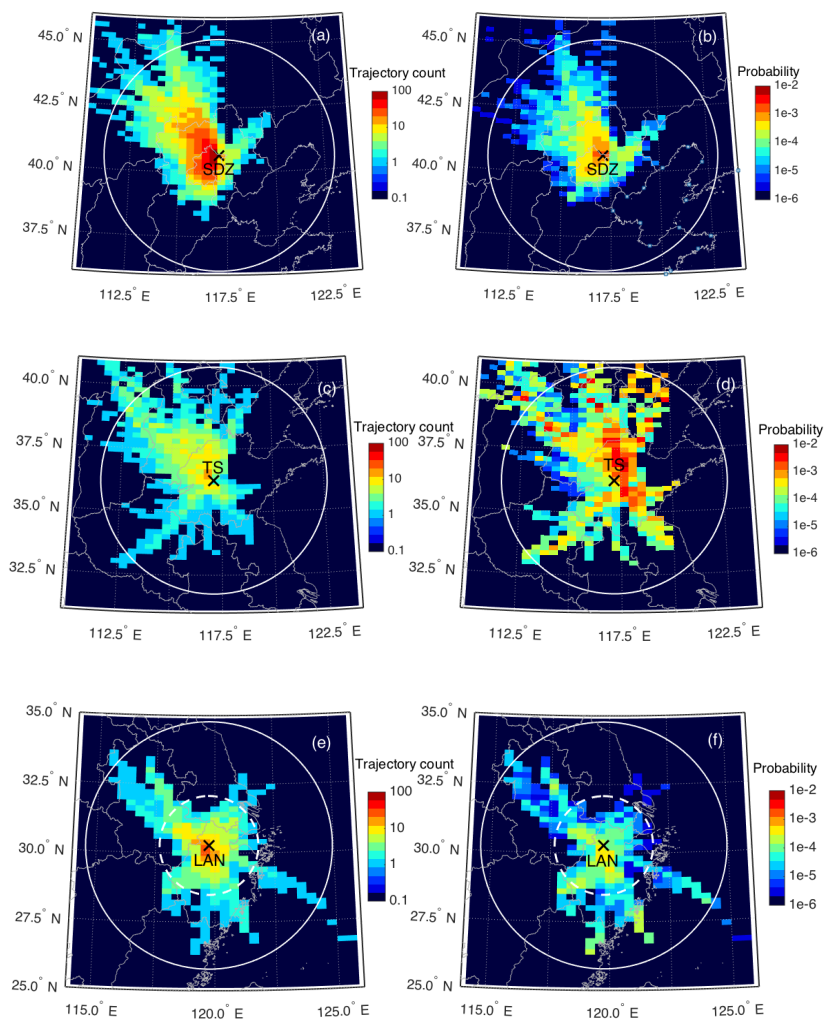 45.0° N
42.5° N
40.0° N
37.5° N
112.5° E
117.5° E
122.5° E
(a)
SDZ
Trajectory count
100
10
1
0.1
45.0° N
42.5° N
40.0° N
37.5° N
112.5° E
117.5° E
122.5° E
(b)
SDZ
Probability
1e-2
1e-3
1e-4
1e-5
1e-6
40.0° N
37.5° N
35.0° N
32.5° N
112.5° E
117.5° E
122.5° E
(c)
TS
Trajectory count
100
10
1
0.1
40.0° N
37.5° N
35.0° N
32.5° N
112.5° E
117.5° E
122.5° E
(d)
TS
Probability
1e-2
1e-3
1e-4
1e-5
1e-6
35.0° N
32.5° N
30.0° N
27.5° N
25.0° N
115.0° E
120.0° E
125.0° E
(e)
LAN
Trajectory count
100
10
1
0.1
35.0° N
32.5° N
30.0° N
27.5° N
25.0° N
115.0° E
120.0° E
125.0° E
(f)
LAN
Probability
1e-2
1e-3
1e-4
1e-5
1e-6